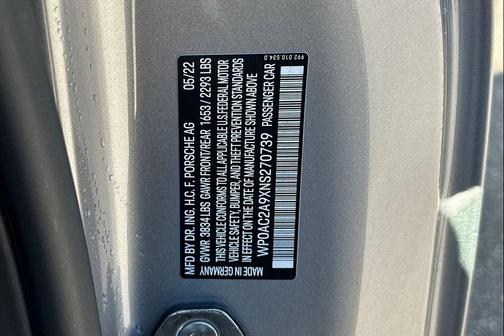 992.010.534.0
MFD. BY DR. ING. H.C. F. PORSCHE AG 05/22
GVWR 3834 LBS GAWR FRONT/REAR 1653 / 2293 LBS
THIS VEHICLE CONFORMS TO ALL APPLICABLE U.S. FEDERAL MOTOR
VEHICLE SAFETY, BUMPER, AND THEFT PREVENTION STANDARDS
IN EFFECT ON THE DATE OF MANUFACTURE SHOWN ABOVE
WP0AC2A9XNS270739 PASSENGER CAR
MADE IN GERMANY